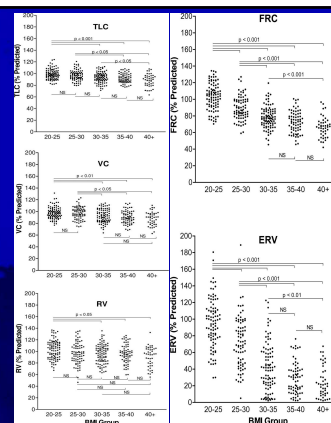 TLC
TLC (% Predicted)
200
180
160
140
120
100
80
60
40
20
0
p < 0.001
p < 0.05
p < 0.05
NS
NS
NS
NS
20-25
25-30
30-35
35-40
40+
VC
VC (% Predicted)
200
180
160
140
120
100
80
60
40
20
0
p < 0.01
p < 0.05
NS
NS
NS
NS
20-25
25-30
30-35
35-40
40+
RV
RV (% Predicted)
200
180
160
140
120
100
80
60
40
20
0
p < 0.05
NS
NS
NS
NS
NS
NS
NS
NS
20-25
25-30
30-35
35-40
40+
BMI Group
FRC
FRC (% Predicted)
200
180
160
140
120
100
80
60
40
20
0
p < 0.001
p < 0.001
p < 0.001
NS
NS
20-25
25-30
30-35
35-40
40+
ERV
ERV (% Predicted)
200
180
160
140
120
100
80
60
40
20
0
p < 0.001
p < 0.001
p < 0.01
NS
NS
20-25
25-30
30-35
35-40
40+
BMI Group